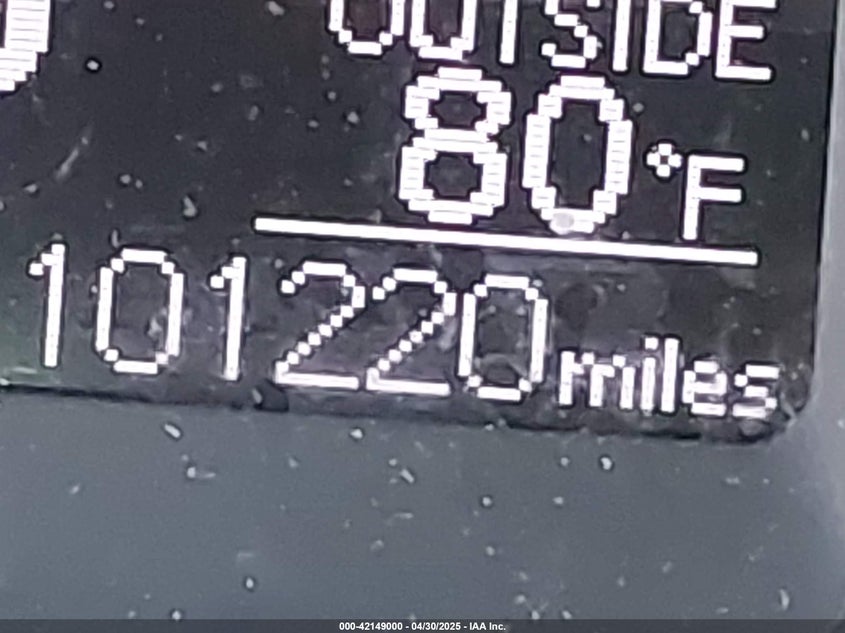 OUTSIDE
80°F
101220 miles
000-42149000 - 04/30/2025 - IAA Inc.